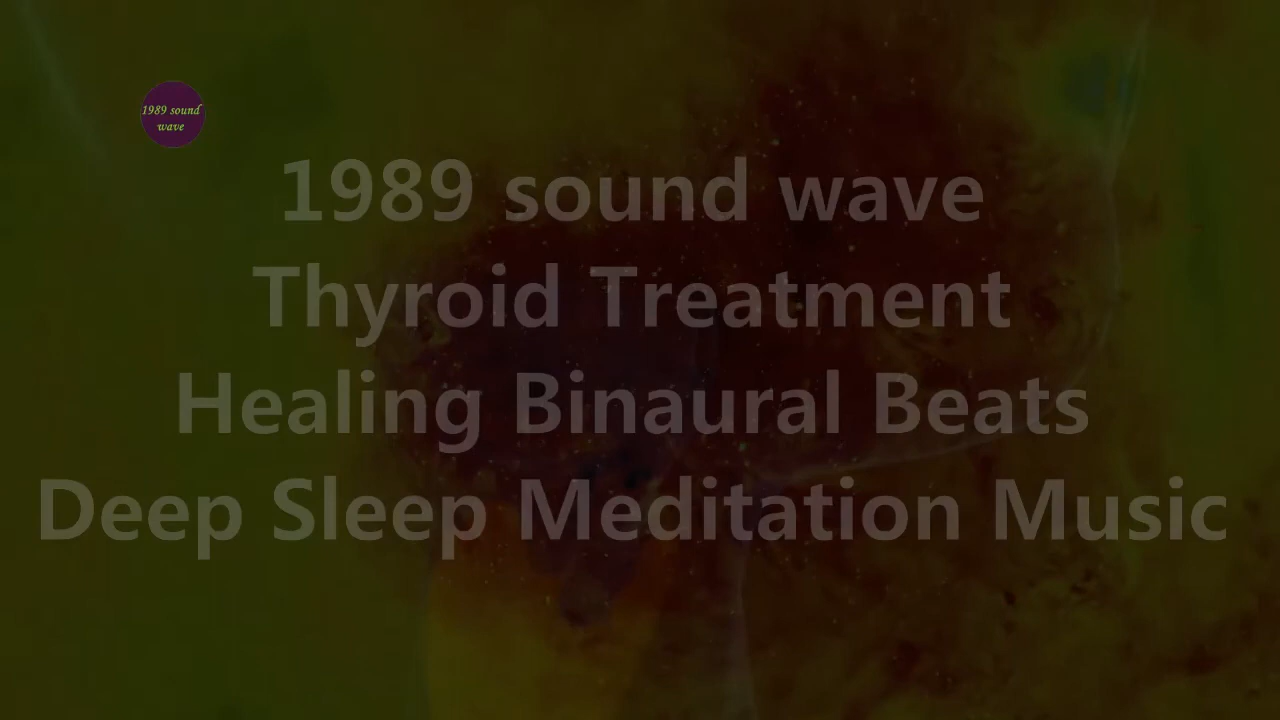 1989 sound
wave
1989 sound wave
Thyroid Treatment
Healing Binaural Beats
Deep Sleep Meditation Music